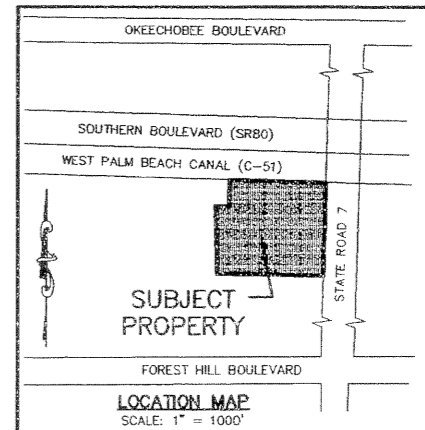 OKEECHOBEE BOULEVARD
SOUTHERN BOULEVARD (SR80)
WEST PALM BEACH CANAL (C-51)
STATE ROAD 7
SUBJECT
PROPERTY
FOREST HILL BOULEVARD
LOCATION MAP
SCALE: 1" = 1000'